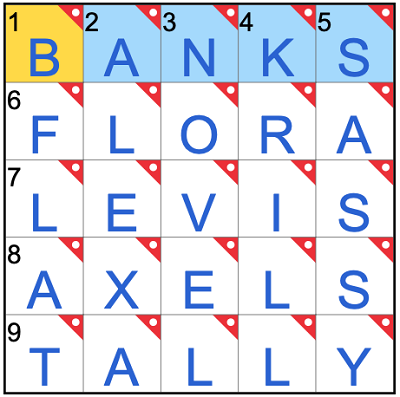 1 2 3 4 5
B A N K S
6
F L O R A
7
L E V I S
8
A X E L S
9
T A L L Y